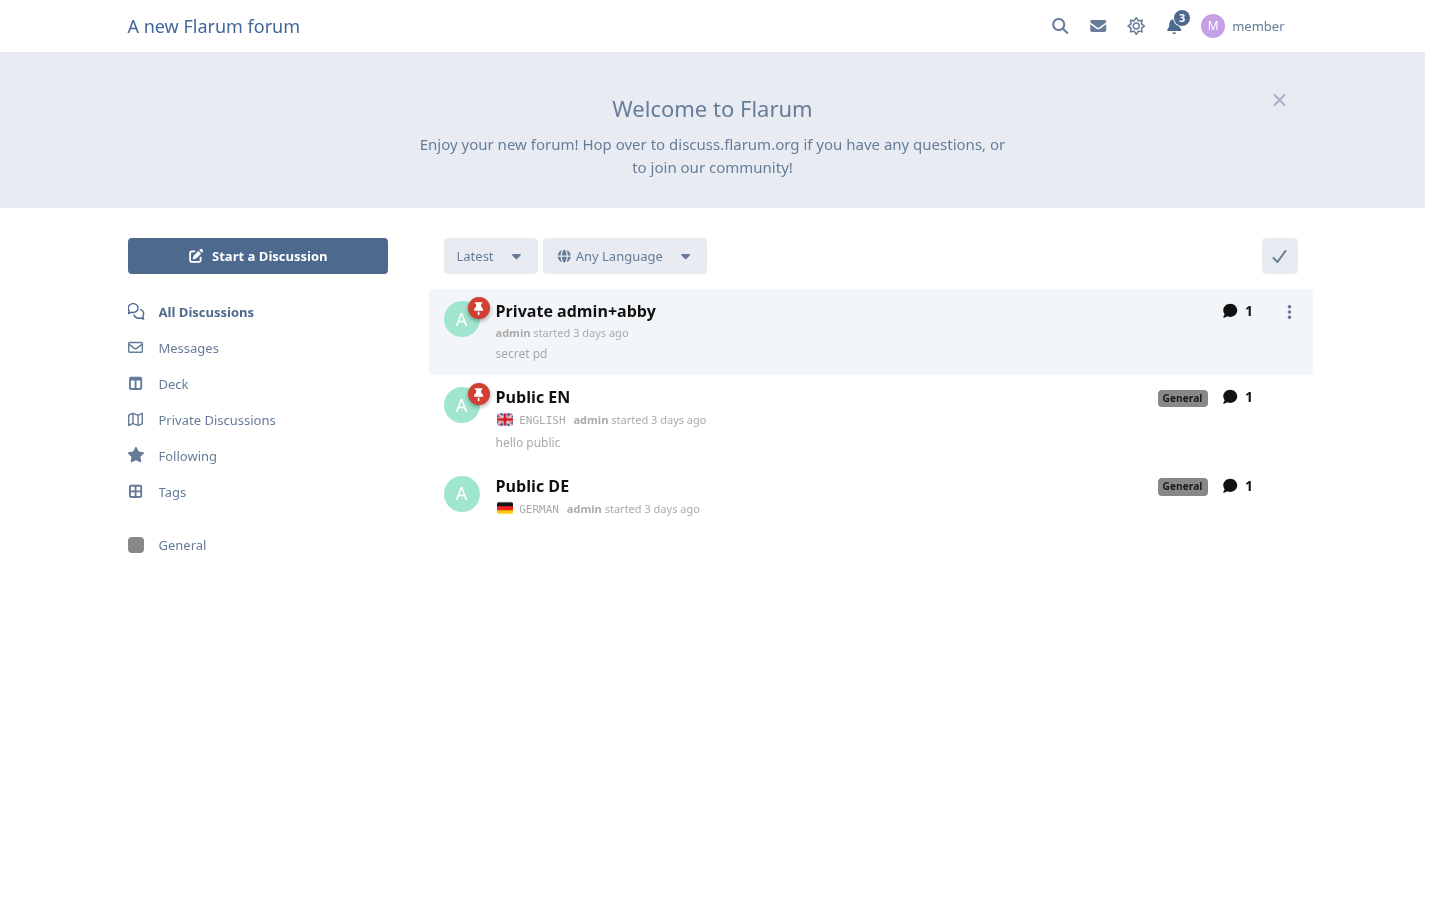 A new Flarum forum
3
M
member
Welcome to Flarum
Enjoy your new forum! Hop over to discuss.flarum.org if you have any questions, or
to join our community!
Start a Discussion
All Discussions
Messages
Deck
Private Discussions
Following
Tags
General
Latest
Any Language
A
Private admin+abby
1
admin started 3 days ago
secret pd
A
Public EN
General
1
ENGLISH admin started 3 days ago
hello public
A
Public DE
General
1
GERMAN admin started 3 days ago